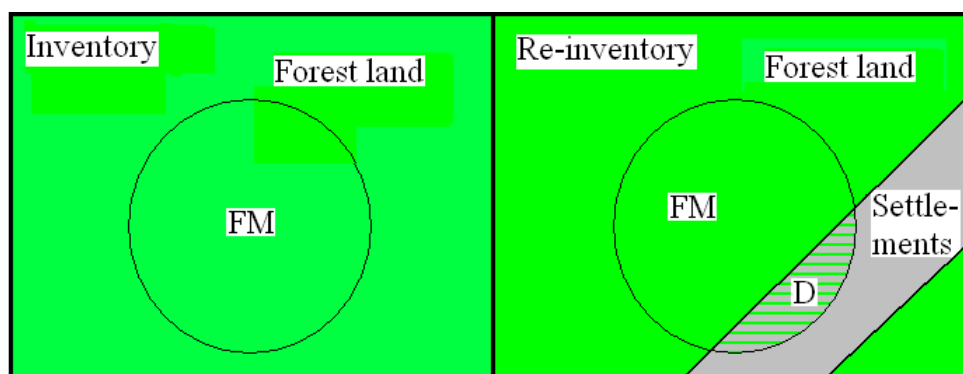 Inventory
Forest land
FM
Re-inventory
Forest land
FM
Settle-
ments
D